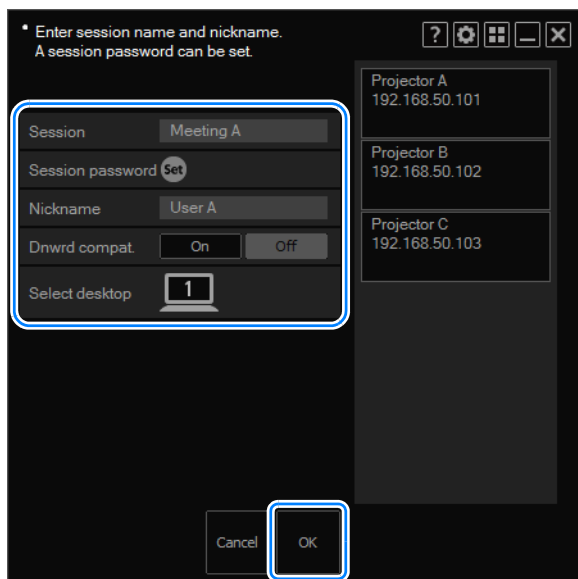 • Enter session name and nickname.
A session password can be set.
?
Projector A
192.168.50.101
Projector B
192.168.50.102
Projector C
192.168.50.103
Session Meeting A
Session password Set
Nickname User A
Dnwrd compat. On Off
Select desktop 1
Cancel OK